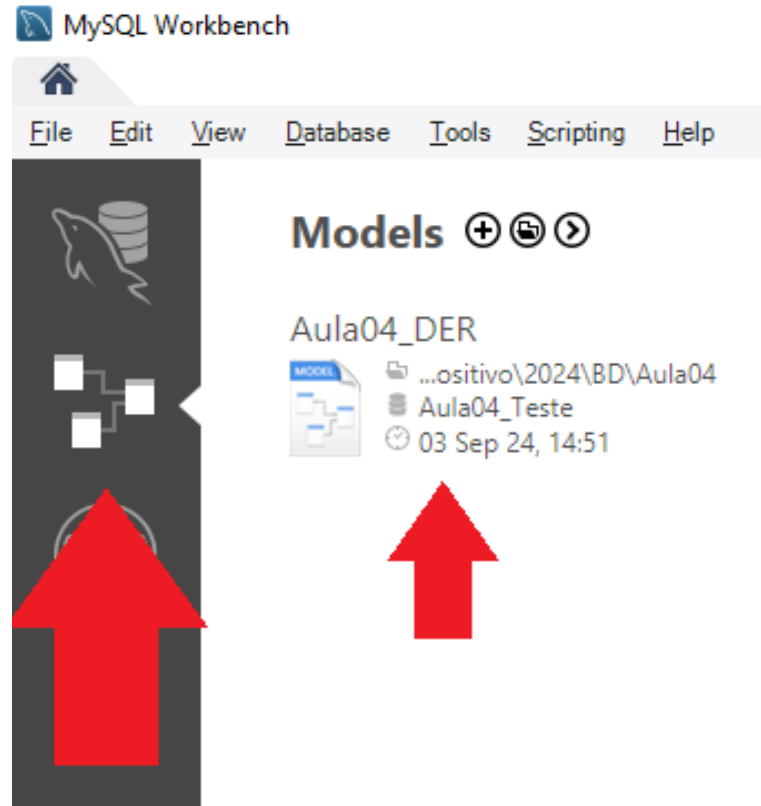 MySQL Workbench
File Edit View Database Tools Scripting Help
Models
Aula04_DER
MODEL
...ositivo\2024\BD\Aula04
Aula04_Teste
03 Sep 24, 14:51